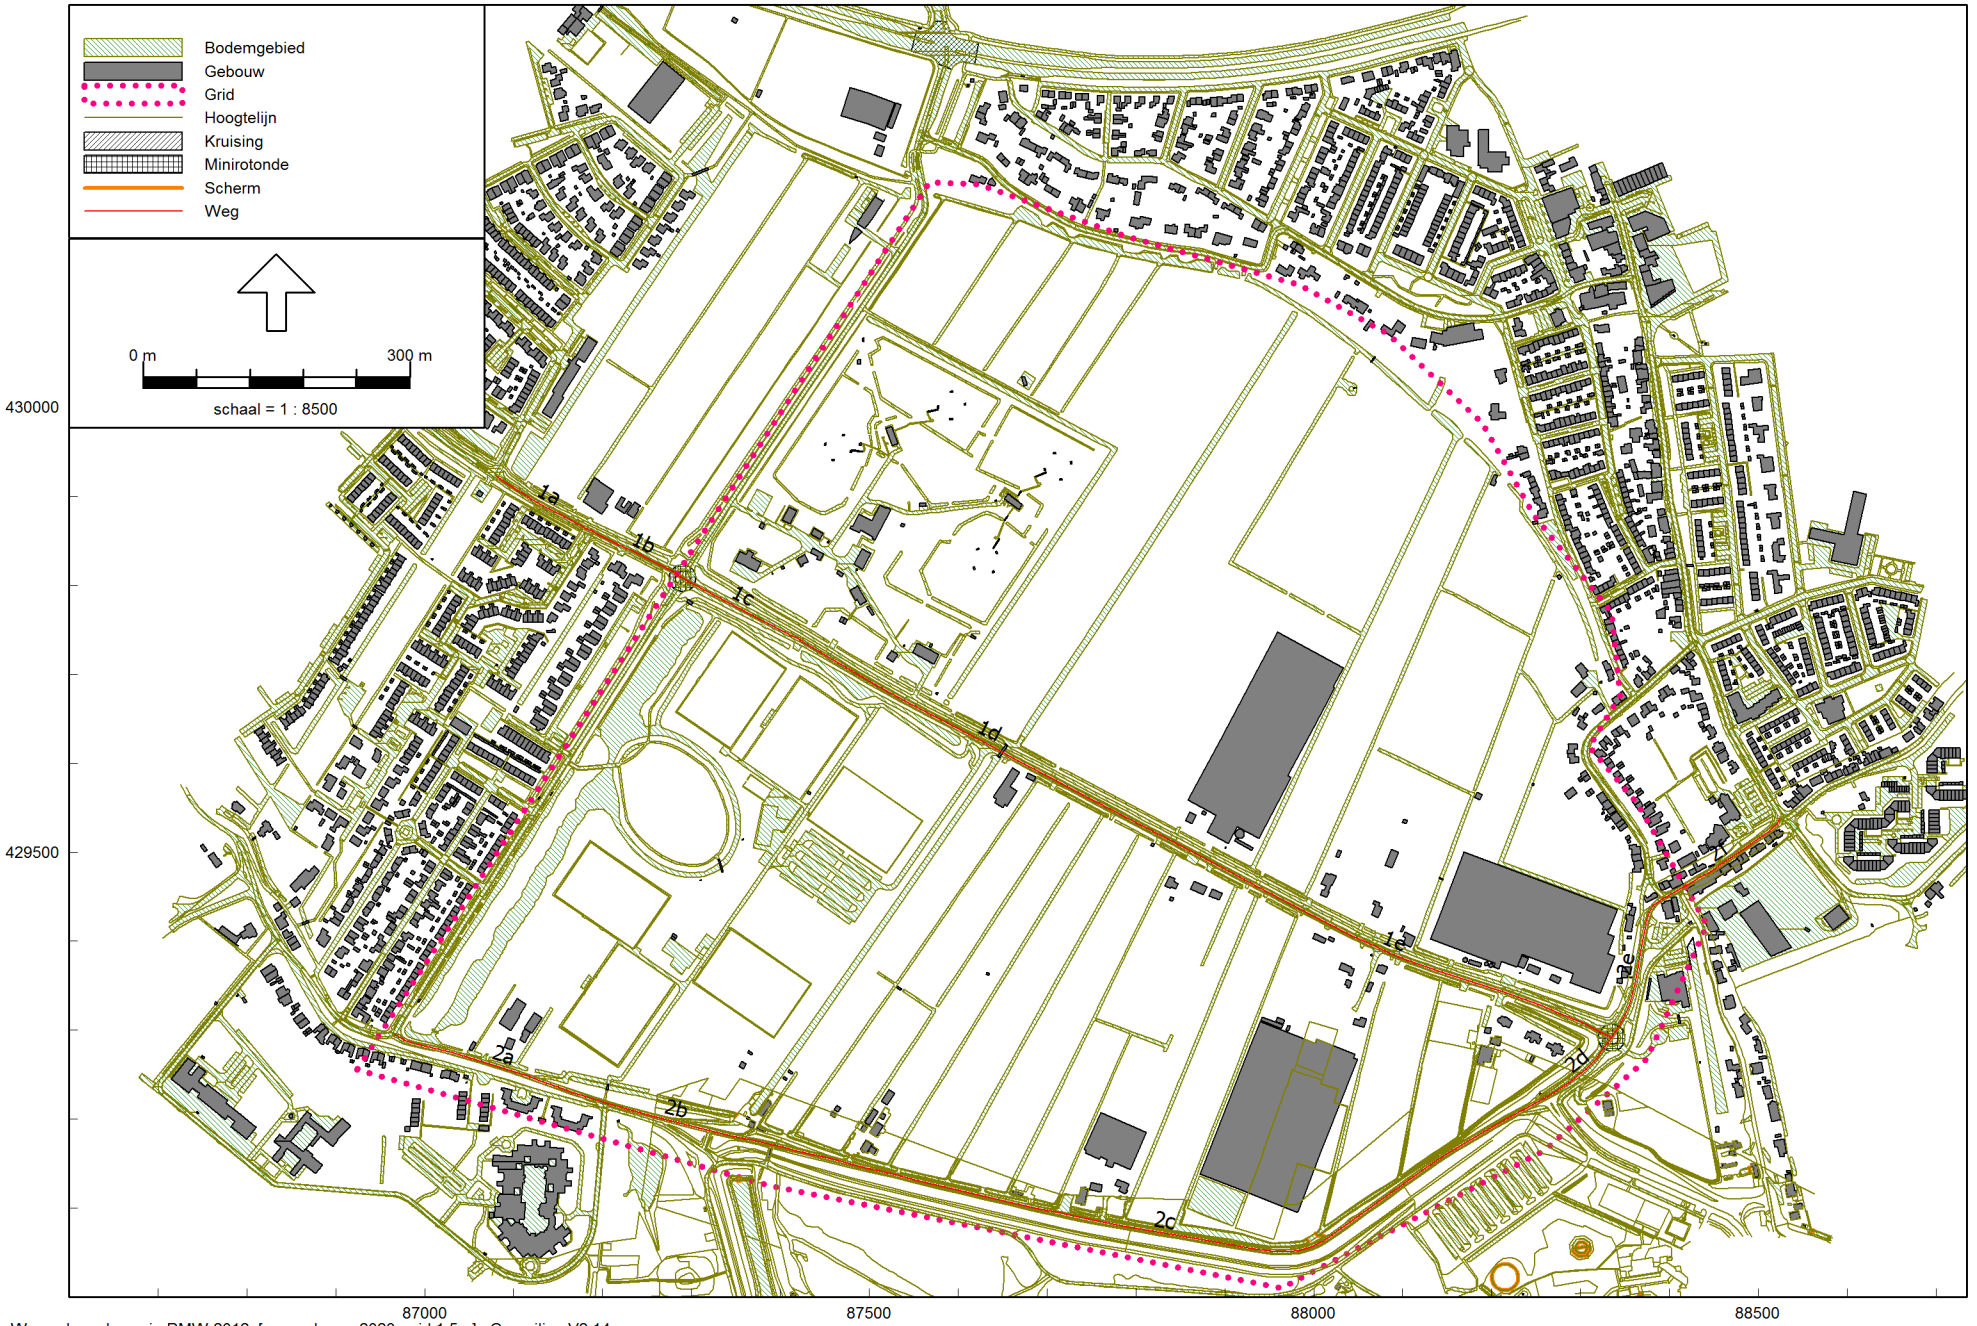 Bodemgebied
Gebouw
Grid
Hoogtelijn
Kruising
Minirotonde
Scherm
Weg
0 m 300 m
schaal = 1 : 8500
430000
1a
1b
1c
1d
429500
2f
1e
2e
2a
2d
2b
2c
87000 87500 88000 88500